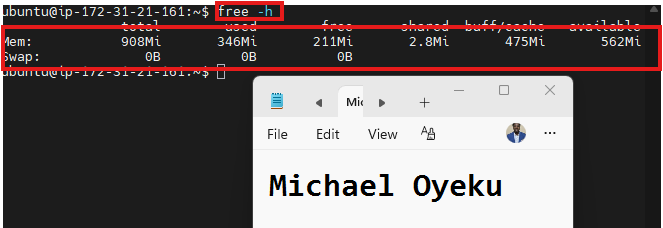 ubuntu@ip-172-31-21-161:~$ free -h
total used free shared buff/cache available
Mem: 908Mi 346Mi 211Mi 2.8Mi 475Mi 562Mi
Swap: 0B 0B 0B
ubuntu@ip-172-31-21-161:~$
Mic
File Edit View
Michael Oyeku